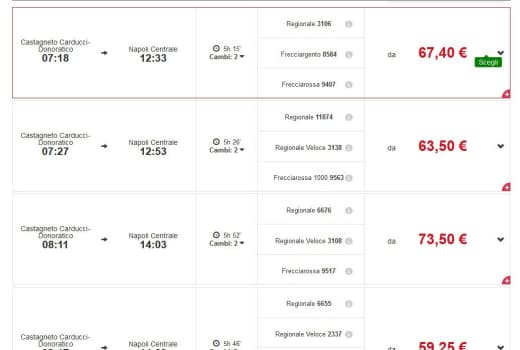 Castagneto Carducci-
Donoratico
07:18
Napoli Centrale
12:33
5h 15'
Cambi: 2
Regionale 3106
Frecciargento 8504
Frecciarossa 9407
da
67,40 €
Scegli
Castagneto Carducci-
Donoratico
07:27
Napoli Centrale
12:53
5h 26'
Cambi: 2
Regionale 11874
Regionale Veloce 3138
Frecciarossa 1000 9563
da
63,50 €
Castagneto Carducci-
Donoratico
08:11
Napoli Centrale
14:03
5h 52'
Cambi: 2
Regionale 6676
Regionale Veloce 3108
Frecciarossa 9517
da
73,50 €
Castagneto Carducci-
Donoratico
Napoli Centrale
5h 46'
Regionale 6655
Regionale Veloce 2337
da
59,25 €